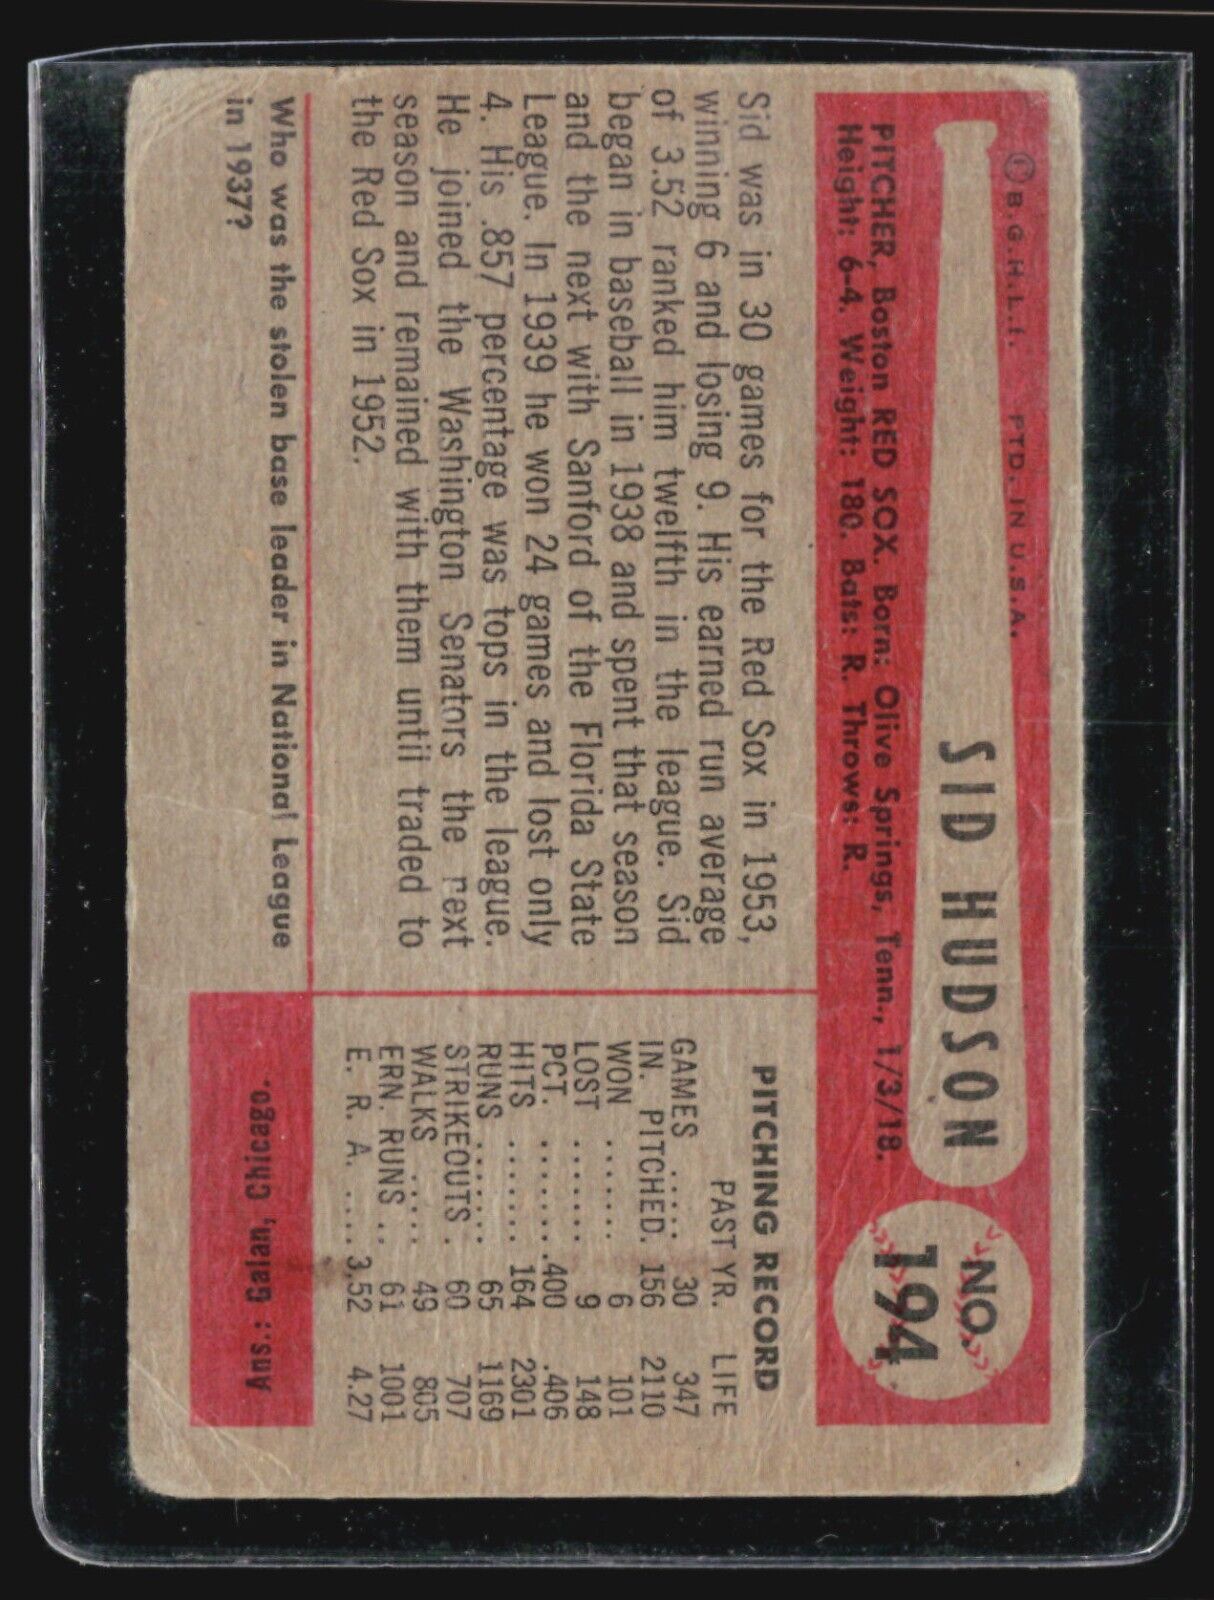 © B.G.H.L.I. PTD. IN U.S.A.
SID HUDSON
NO.
194
PITCHER, Boston RED SOX. Born: Olive Springs, Tenn., 1/3/18.
Height: 6-4. Weight: 180. Bats: R. Throws: R.
Sid was in 30 games for the Red Sox in 1953,
winning 6 and losing 9. His earned run average
of 3.52 ranked him twelfth in the league. Sid
began in baseball in 1938 and spent that season
and the next with Sanford of the Florida State
League. In 1939 he won 24 games and lost only
4. His .857 percentage was tops in the league.
He joined the Washington Senators the next
season and remained with them until traded to
the Red Sox in 1952.
PITCHING RECORD
PAST YR. LIFE
GAMES ..... 30 347
IN. PITCHED. 156 2110
WON ...... 6 101
LOST ....... 9 148
PCT. .......400 .406
HITS ...... 164 2301
RUNS ....... 65 1169
STRIKEOUTS . 60 707
WALKS ..... 49 805
ERN. RUNS .. 61 1001
E. R. A. .... 3.52 4.27
Who was the stolen base leader in National League
in 1937?
Ans.: Galan, Chicago.